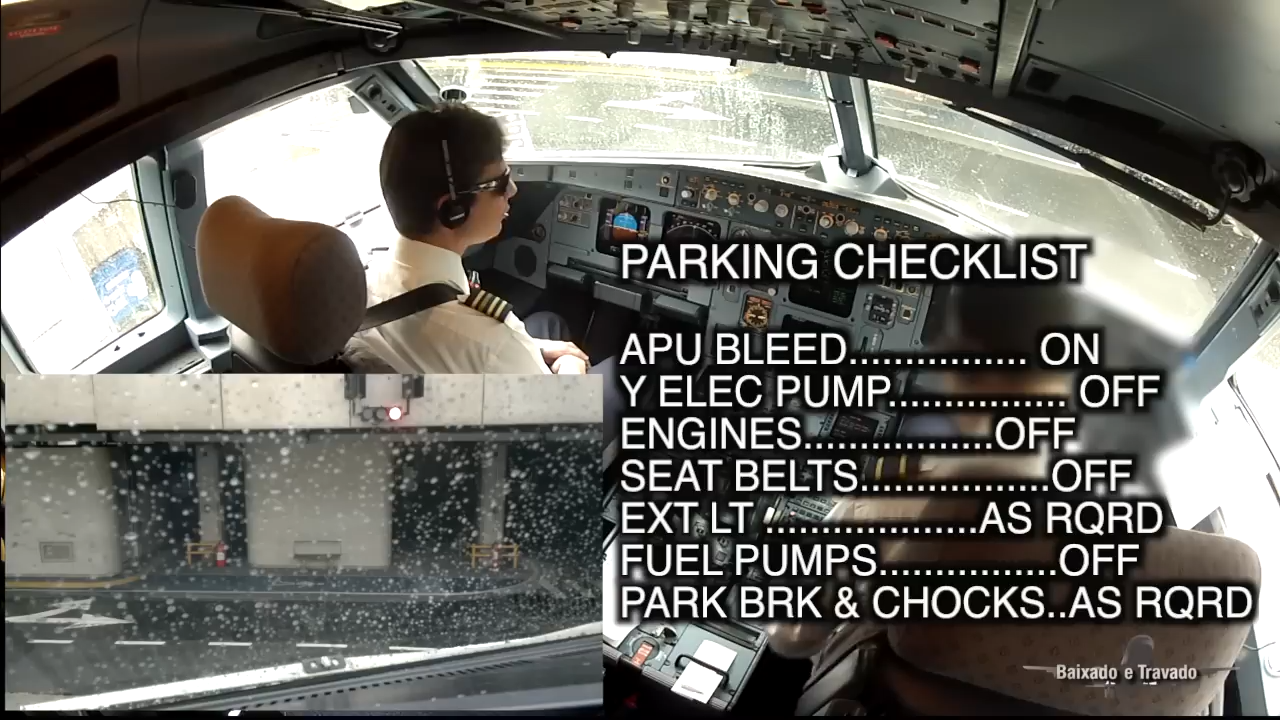 PARKING CHECKLIST
APU BLEED................ ON
Y ELEC PUMP................ OFF
ENGINES.................OFF
SEAT BELTS.................OFF
EXT LT ...................AS RQRD
FUEL PUMPS................OFF
PARK BRK & CHOCKS..AS RQRD
Baixado e Travado